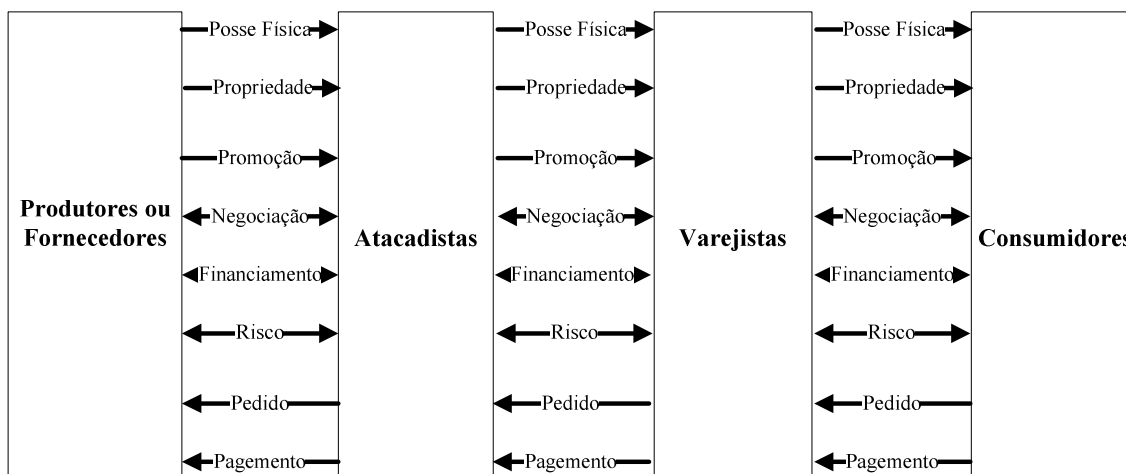 Posse Física Posse Física Posse Física
Propriedade Propriedade Propriedade
Promoção Promoção Promoção
Produtores ou
Fornecedores
Negociação Negociação Negociação
Atacadistas Varejistas Consumidores
Financiamento Financiamento Financiamento
Risco Risco Risco
Pedido Pedido Pedido
Pagemento Pagemento Pagemento